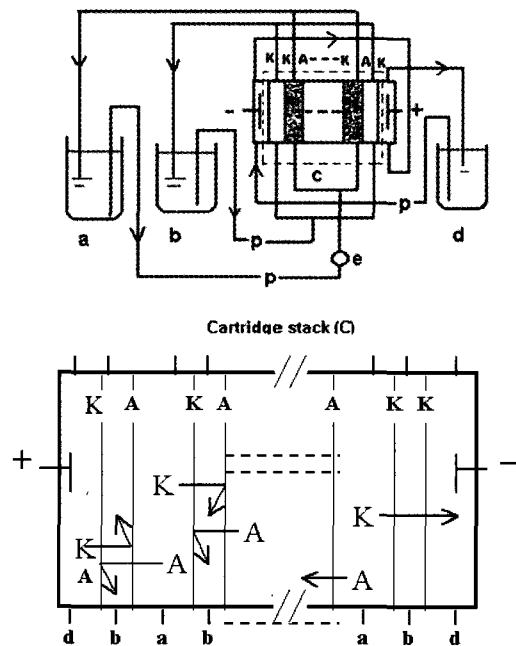 K K A - - - K A K
- +
c
a b p p p e d
Cartridge stack (C)
K A K A A K K
+ −
K
A
K K
A A A
d b a b a b d